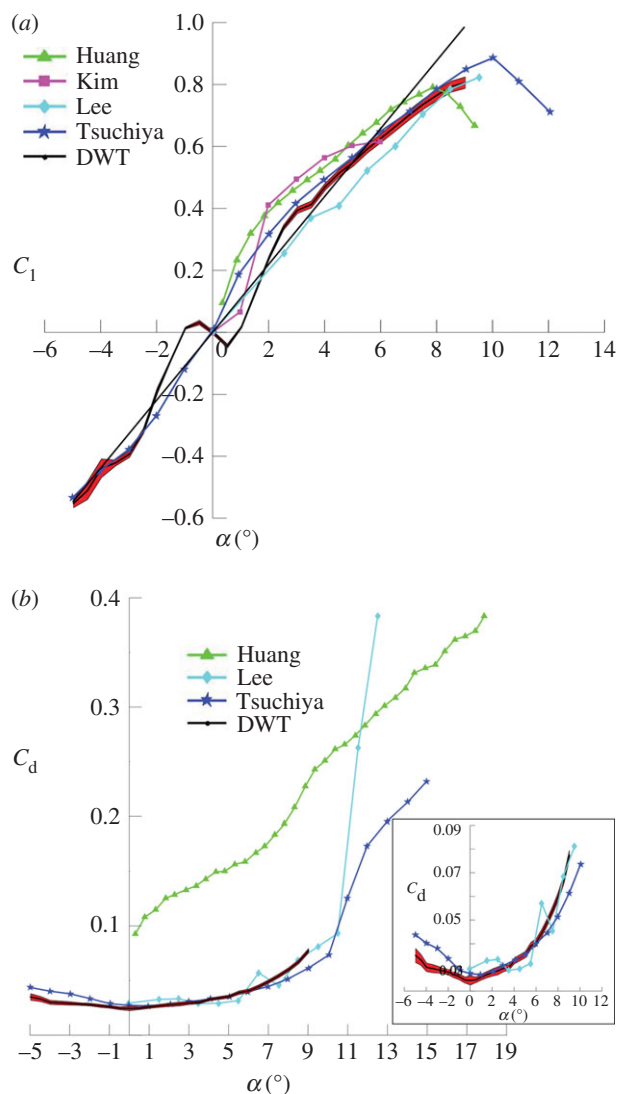 (a)
1.0
Huang
Kim
0.8
Lee
Tsuchiya
0.6
DWT
0.4
C_l
0.2
–6 –4 –2 0 2 4 6 8 10 12 14
–0.2
–0.4
–0.6
α(°)
(b)
0.4
Huang
Lee
Tsuchiya
0.3
DWT
C_d
0.2
0.09
C_d
0.07
0.1
0.05
0.03
–6 –4 –2 0 2 4 6 8 10 12
α(°)
–5 –3 –1 1 3 5 7 9 11 13 15 17 19
α(°)